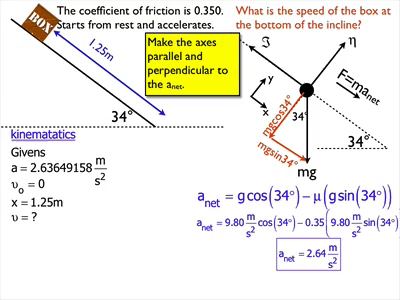 The coefficient of friction is 0.350.
Starts from rest and accelerates.
What is the speed of the box at
the bottom of the incline?
BOX
1.25m
34°
Make the axes
parallel and
perpendicular to
the aₙₑₜ.
ℑ
η
F=maₙₑₜ
y
x
mgcos34°
34°
mgsin34°
34°
mg
kinematatics
Givens
a = 2.63649158 m/s²
υₒ = 0
x = 1.25m
υ = ?
aₙₑₜ = gcos(34°) − μ(gsin(34°)
aₙₑₜ = 9.80 m/s² cos(34°) − 0.35(9.80 m/s² sin(34°)
aₙₑₜ = 2.64 m/s²